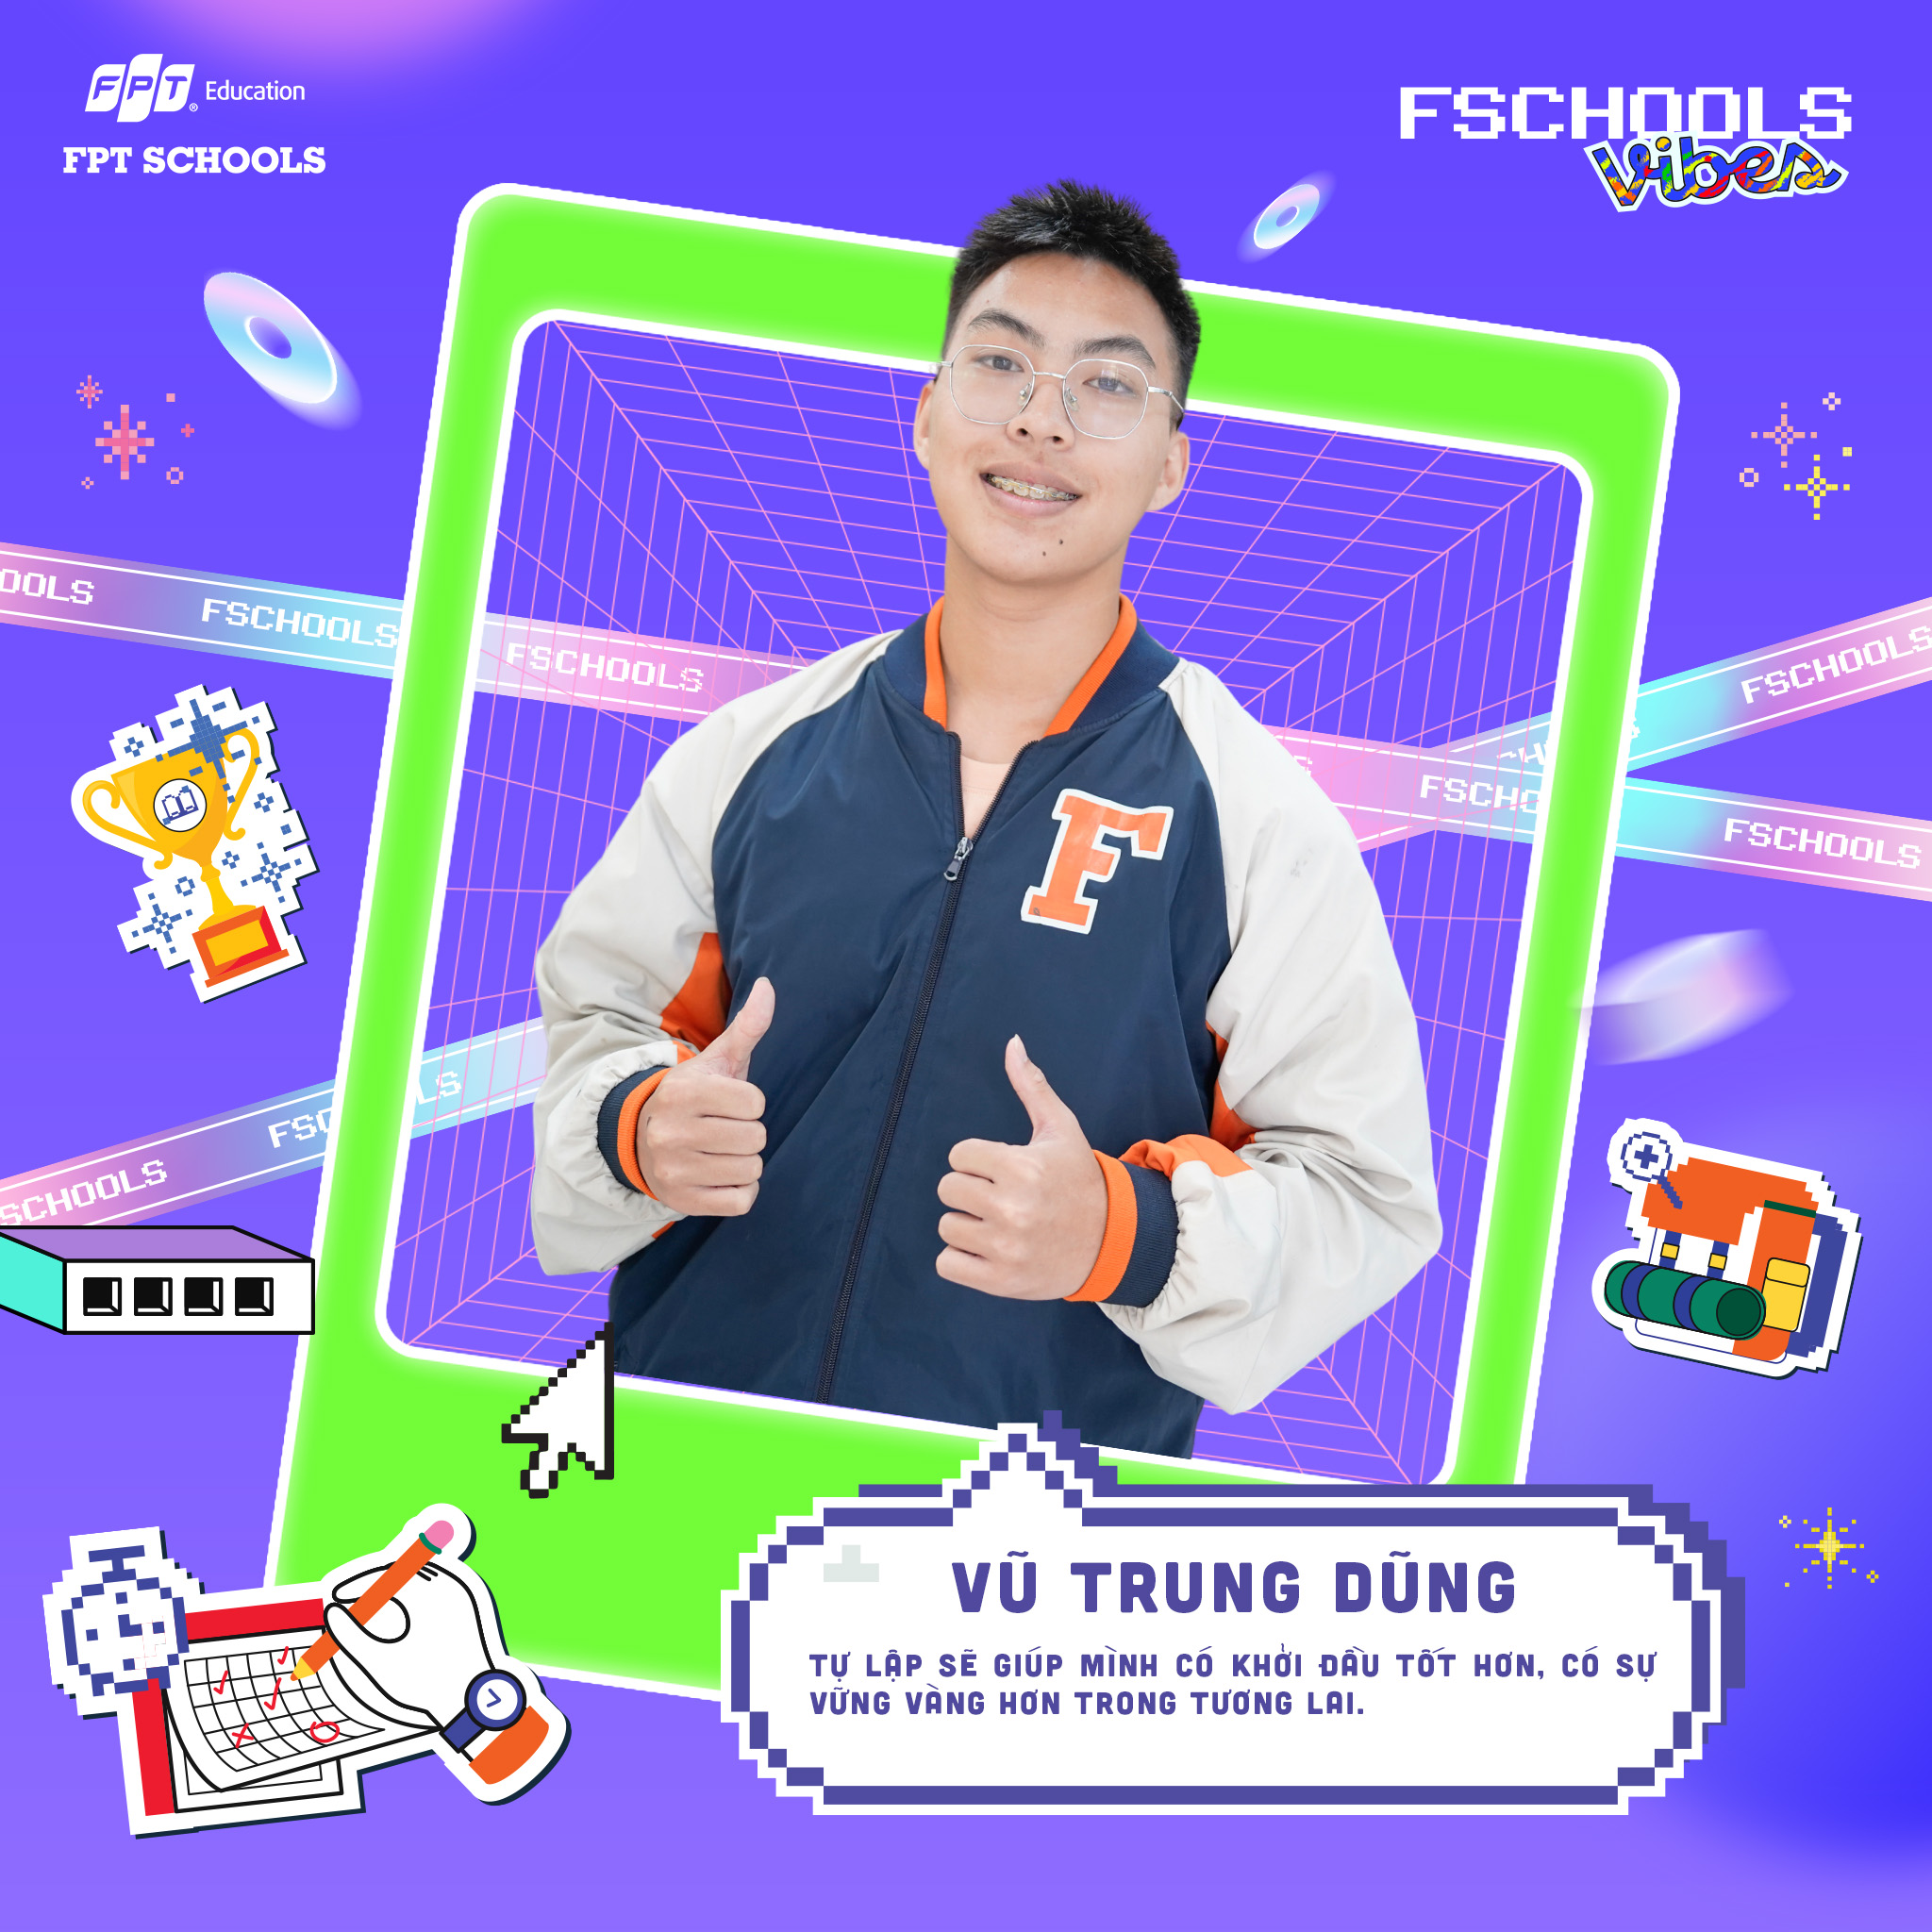 FPT Education
FPT SCHOOLS
FSCHOOLS
vibes
OOLS FSCHOOLS FSCHOOLS
FSCHOOLS
FSCHOOLS
F
SCHOOLS
VŨ TRUNG DŨNG
TỰ LẬP SẼ GIÚP MÌNH CÓ KHỞI ĐẦU TỐT HƠN, CÓ SỰ
VỮNG VÀNG HƠN TRONG TƯƠNG LAI.